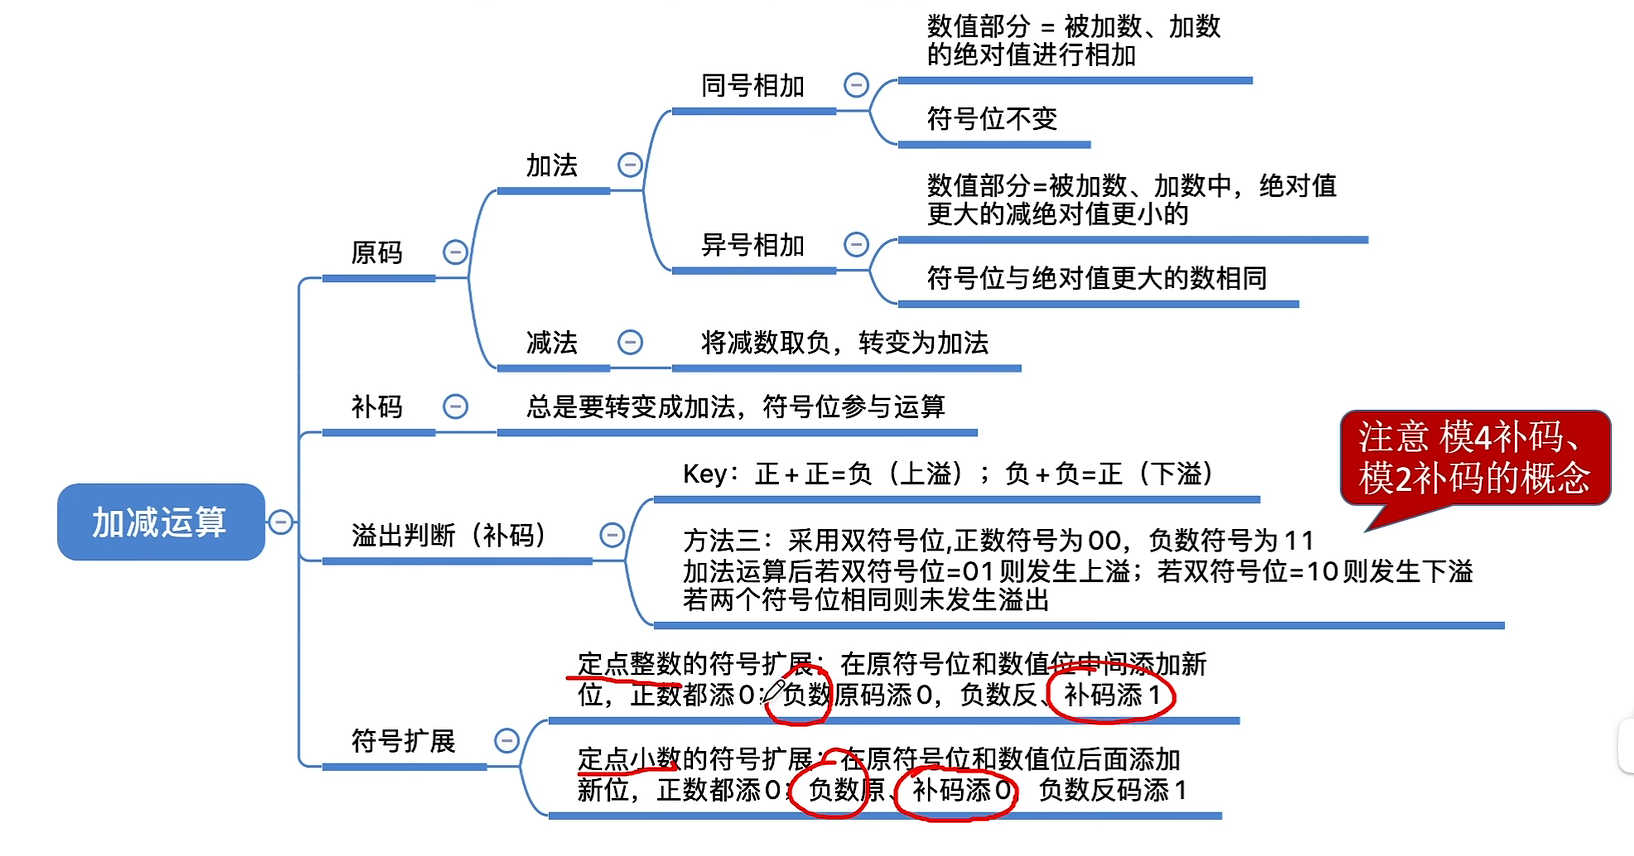 数值部分 = 被加数、加数
的绝对值进行相加
同号相加
符号位不变
加法
数值部分=被加数、加数中，绝对值
更大的减绝对值更小的
异号相加
原码
符号位与绝对值更大的数相同
减法
将减数取负，转变为加法
补码
总是要转变成加法，符号位参与运算
注意 模4补码、
模2补码的概念
Key：正+正=负（上溢）；负+负=正（下溢）
加减运算
溢出判断（补码）
方法三：采用双符号位,正数符号为00，负数符号为11
加法运算后若双符号位=01则发生上溢；若双符号位=10则发生下溢
若两个符号位相同则未发生溢出
定点整数的符号扩展：在原符号位和数值位中间添加新
位，正数都添0；负数原码添0，负数反、补码添1
符号扩展
定点小数的符号扩展：在原符号位和数值位后面添加
新位，正数都添0；负数原、补码添0，负数反码添1